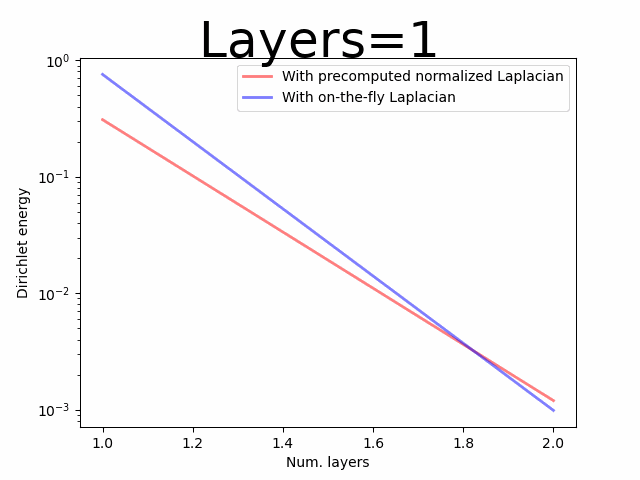 Layers=1
With precomputed normalized Laplacian
With on-the-fly Laplacian
Dirichlet energy
10⁰
10⁻¹
10⁻²
10⁻³
1.0 1.2 1.4 1.6 1.8 2.0
Num. layers